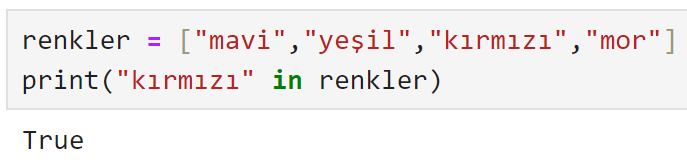 renkler = ["mavi","yeşil","kırmızı","mor"]
print("kırmızı" in renkler)
True